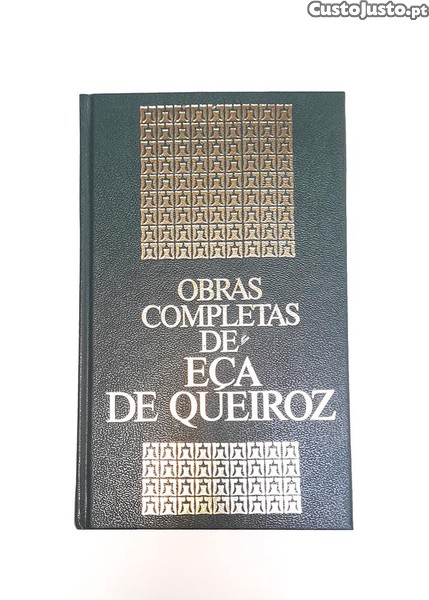 CustoJusto.pt
OBRAS
COMPLETAS
DE
EÇA
DE QUEIROZ